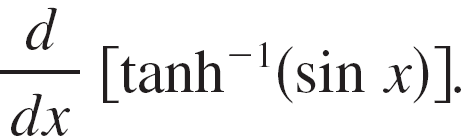 d/dx [tanh⁻¹(sin x)].